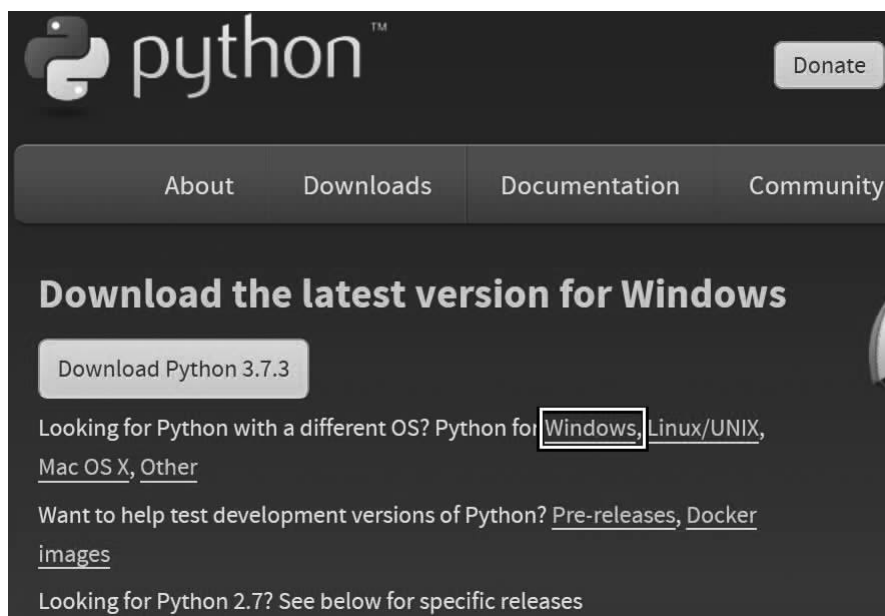 python™
Donate
About Downloads Documentation Community
Download the latest version for Windows
Download Python 3.7.3
Looking for Python with a different OS? Python for Windows, Linux/UNIX,
Mac OS X, Other
Want to help test development versions of Python? Pre-releases, Docker
images
Looking for Python 2.7? See below for specific releases